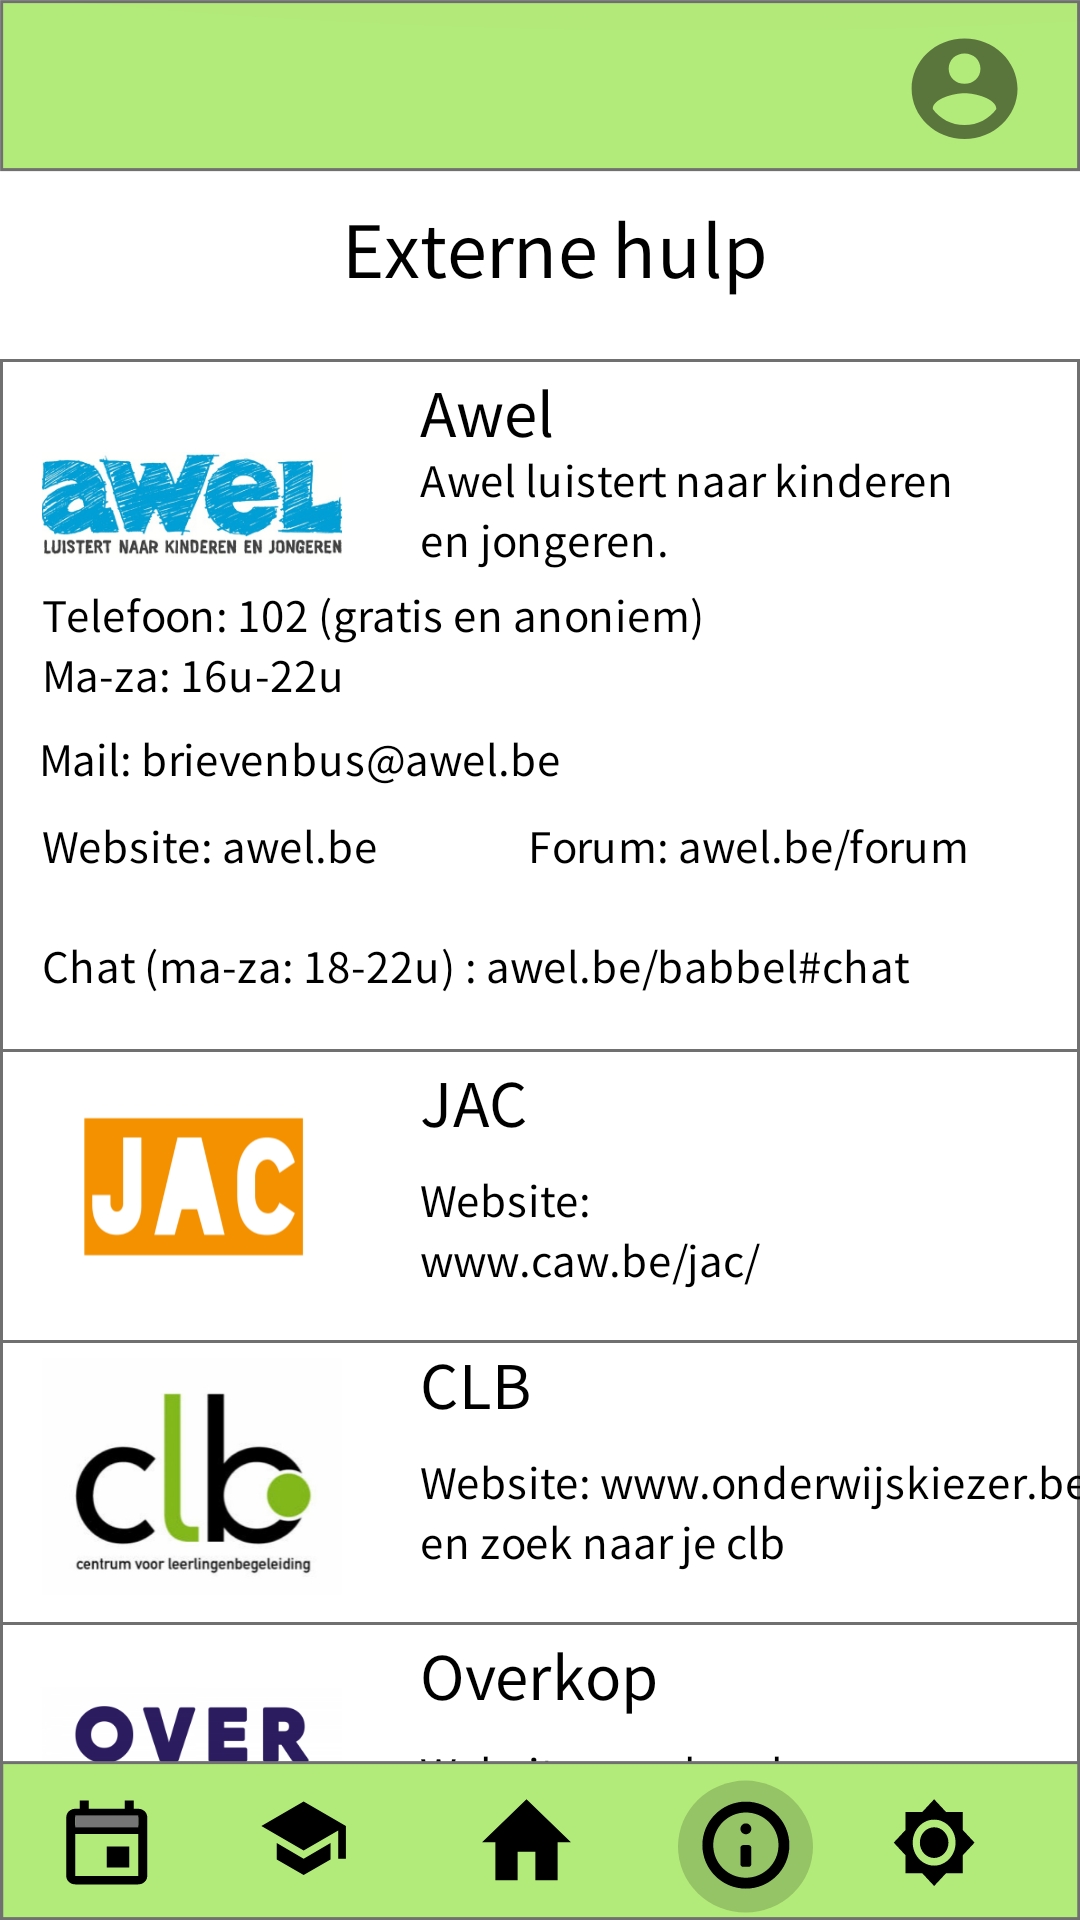 Externe hulp
Awel
Awel luistert naar kinderen
en jongeren.
awel
LUISTERT NAAR KINDEREN EN JONGEREN
Telefoon: 102 (gratis en anoniem)
Ma-za: 16u-22u
Mail: brievenbus@awel.be
Website: awel.be Forum: awel.be/forum
Chat (ma-za: 18-22u) : awel.be/babbel#chat
JAC
JAC
Website:
www.caw.be/jac/
CLB
clb
centrum voor leerlingenbegeleiding
Website: www.onderwijskiezer.be
en zoek naar je clb
Overkop
OVER